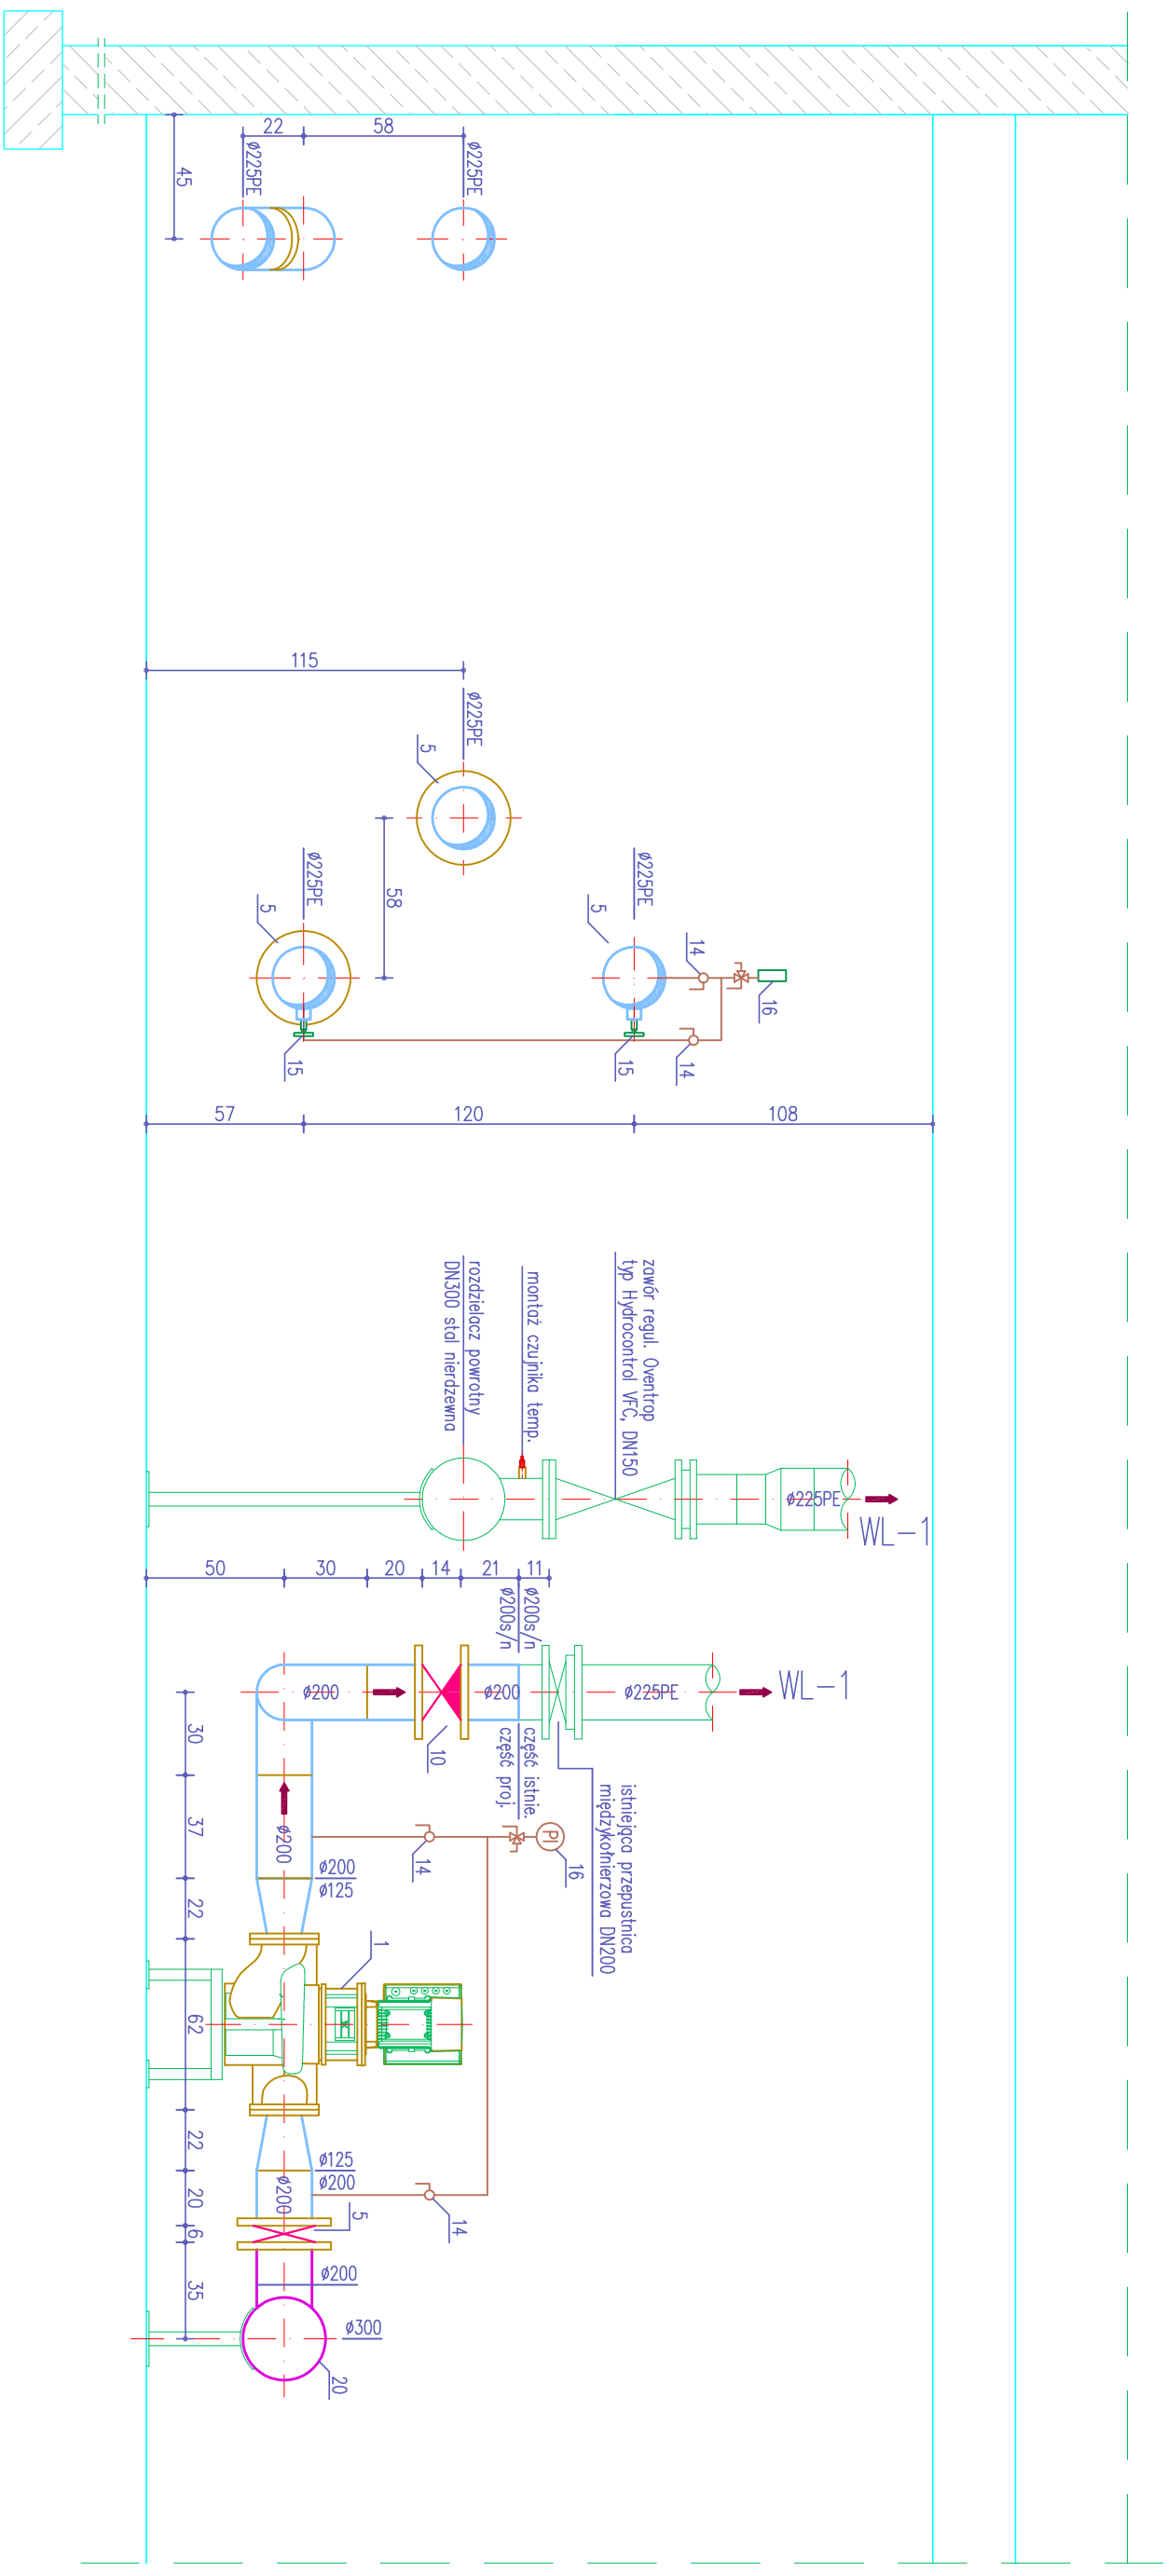 22
58
ø225PE
ø225PE
45
115
ø225PE
5
58
ø225PE
5
ø225PE
5
14
16
15
15
14
57
120
108
zawór regul. Oventrop
typ Hydrocontrol VFC, DN150
montaż czujnika temp.
rozdzielacz powrotny
DN300 stal nierdzewna
ø225PE
WL-1
50
30
20
14
21
11
ø200s/n
ø200s/n
ø200
ø200
ø225PE
WL-1
10
część istnie.
część proj.
istniejąca przepustnica
międzykołnierzowa DN200
30
37
22
62
22
20
6
35
ø200
ø200
ø125
14
PI
16
1
ø125
ø200
ø200
5
14
ø200
ø300
20